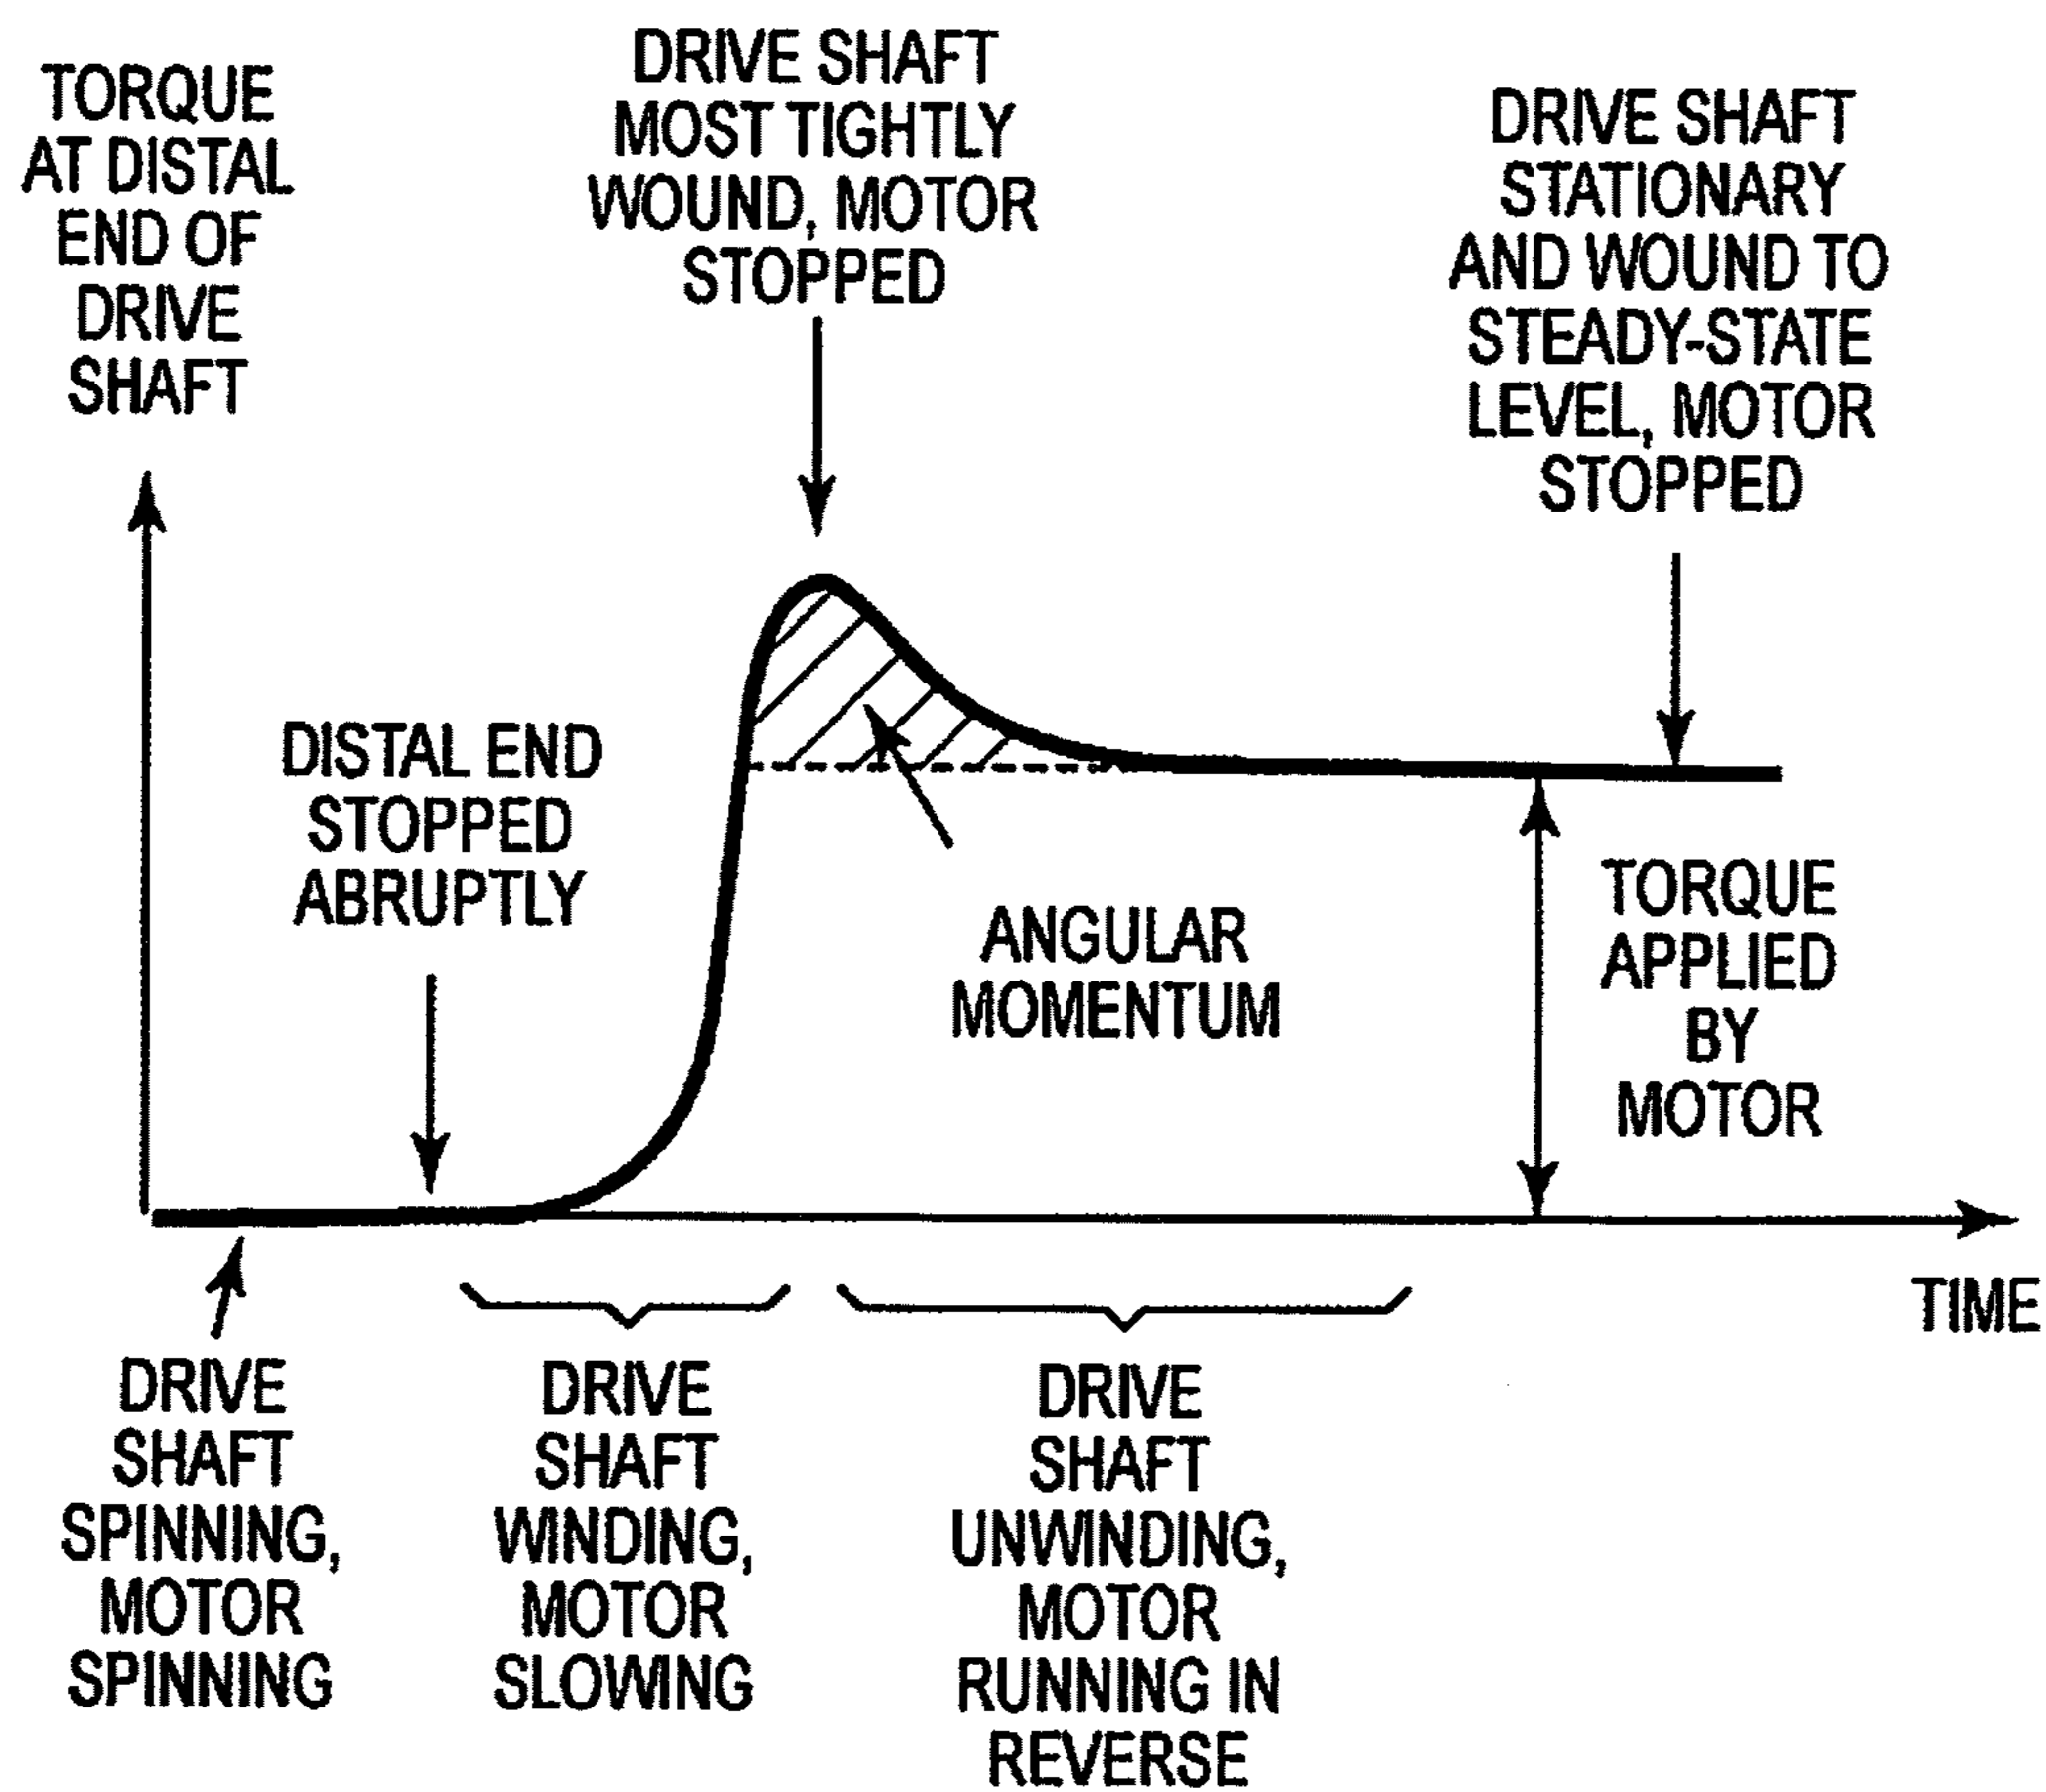 TORQUE
AT DISTAL
END OF
DRIVE
SHAFT
DRIVE SHAFT
MOST TIGHTLY
WOUND, MOTOR
STOPPED
DRIVE SHAFT
STATIONARY
AND WOUND TO
STEADY-STATE
LEVEL, MOTOR
STOPPED
DISTAL END
STOPPED
ABRUPTLY
ANGULAR
MOMENTUM
TORQUE
APPLIED
BY
MOTOR
TIME
DRIVE
SHAFT
SPINNING,
MOTOR
SPINNING
DRIVE
SHAFT
WINDING,
MOTOR
SLOWING
DRIVE
SHAFT
UNWINDING,
MOTOR
RUNNING IN
REVERSE